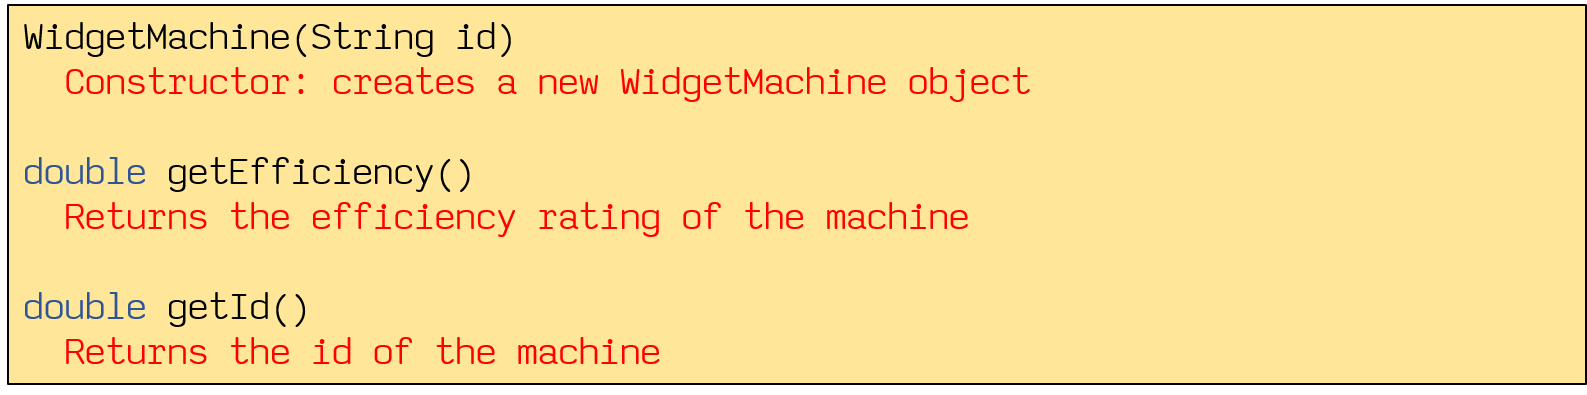 WidgetMachine(String id)
Constructor: creates a new WidgetMachine object
double getEfficiency()
Returns the efficiency rating of the machine
double getId()
Returns the id of the machine